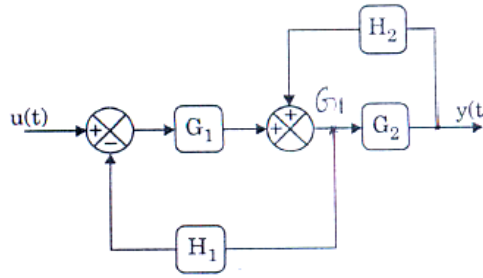 H₂
G1
u(t)
+
−
G₁
+
+
G₂
y(t
H₁